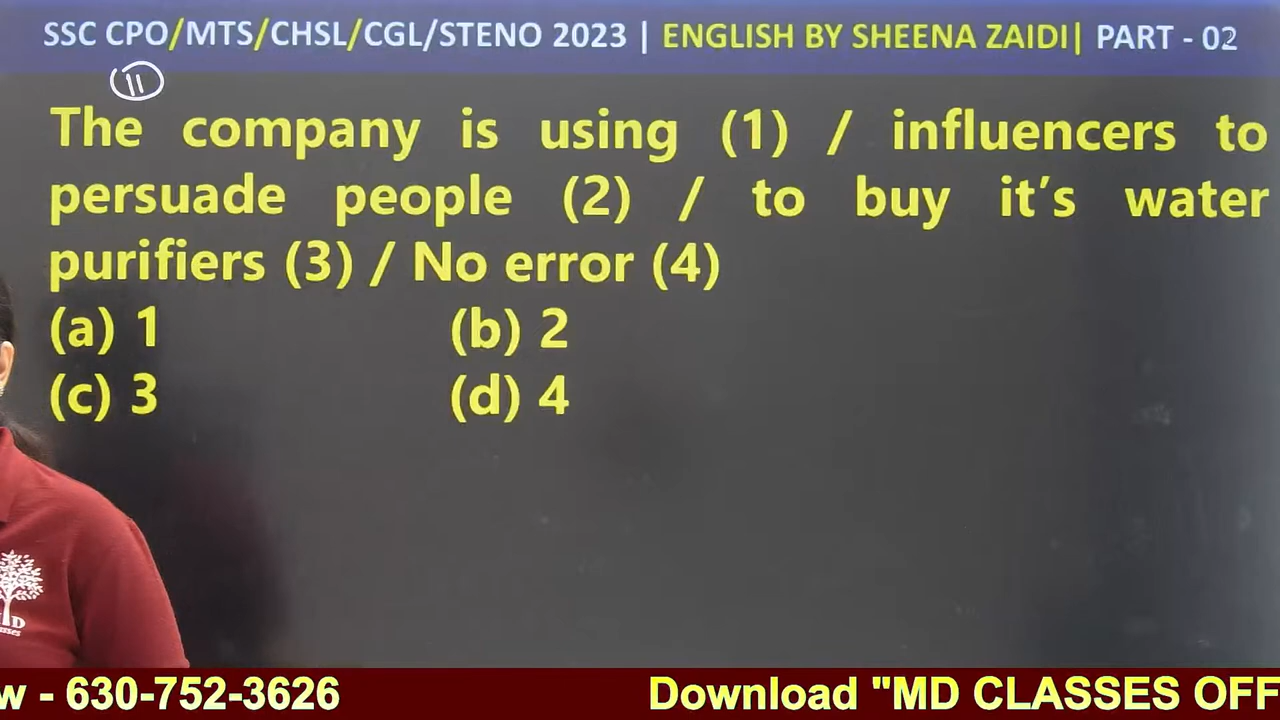 SSC CPO/MTS/CHSL/CGL/STENO 2023 | ENGLISH BY SHEENA ZAIDI| PART - 02
11
The company is using (1) / influencers to
persuade people (2) / to buy it's water
purifiers (3) / No error (4)
(a) 1 (b) 2
(c) 3 (d) 4
w - 630-752-3626 Download "MD CLASSES OFF